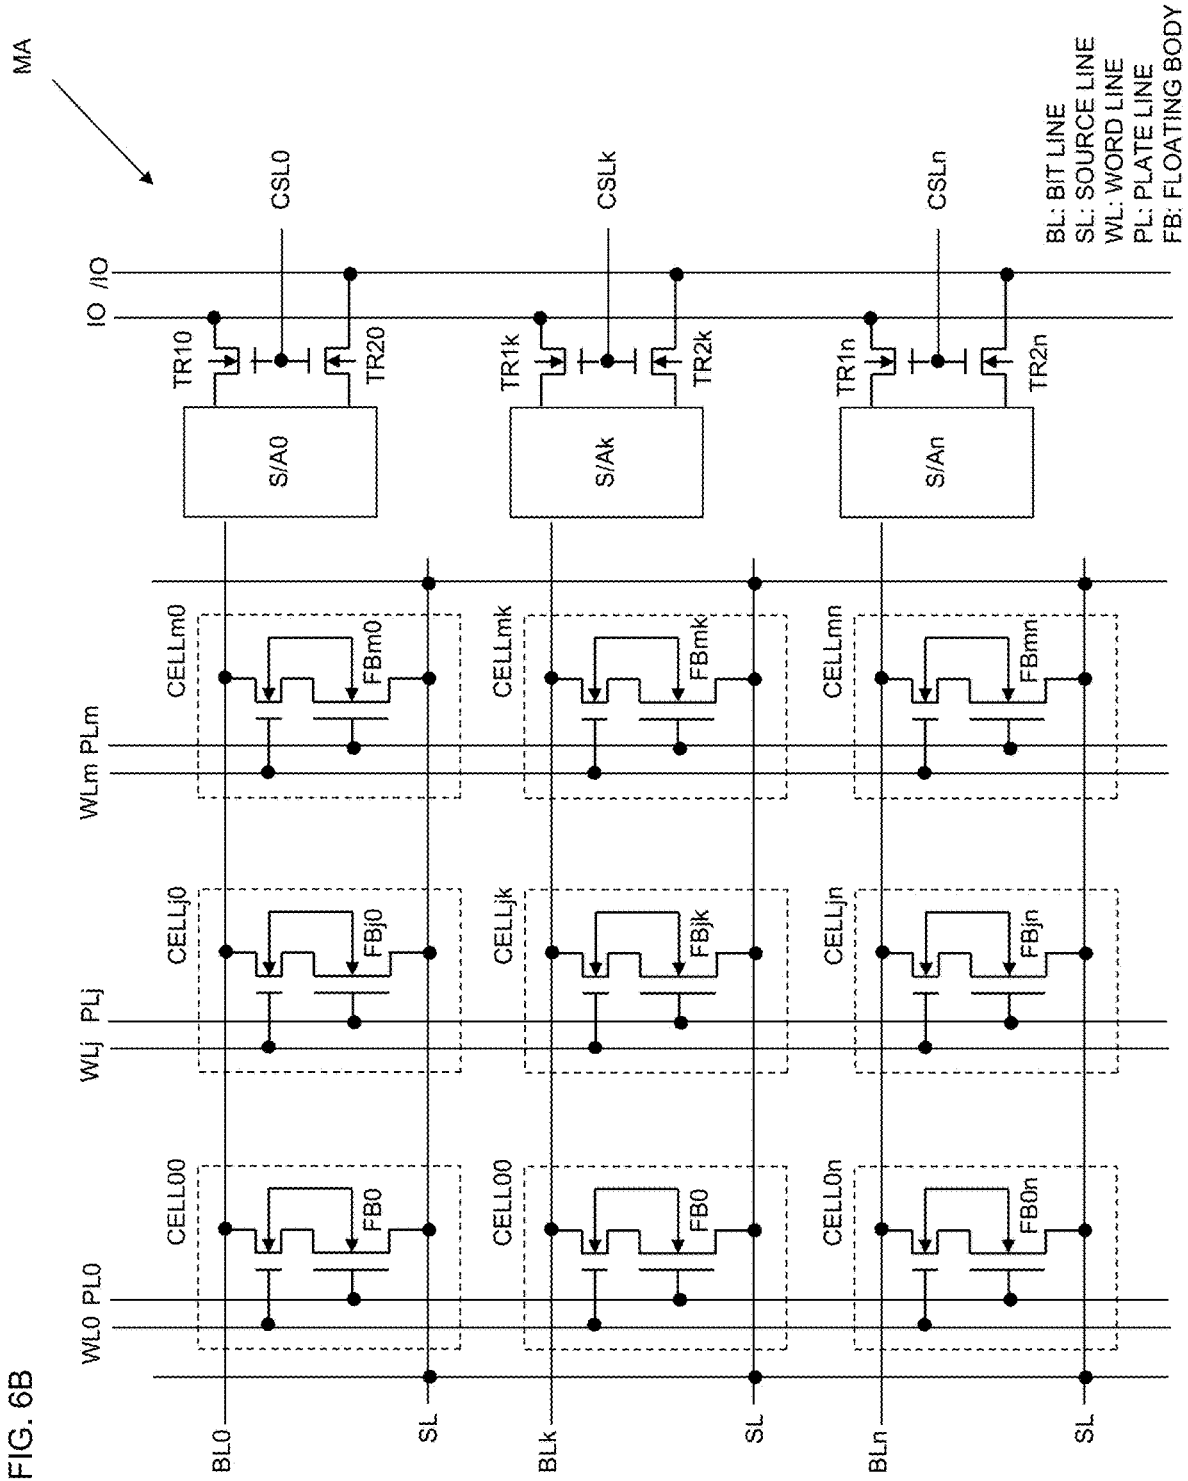 FIG. 6B
MA
WL0 PL0
WLj PLj
WLm PLm
IO /IO
BL0
CELL00
FB0
CELLj0
FBj0
CELLm0
FBm0
S/A0
TR10
TR20
CSL0
SL
BLk
CELL00
FB0
CELLjk
FBjk
CELLmk
FBmk
S/Ak
TR1k
TR2k
CSLk
SL
BLn
CELL0n
FB0n
CELLjn
FBjn
CELLmn
FBmn
S/An
TR1n
TR2n
CSLn
SL
BL: BIT LINE
SL: SOURCE LINE
WL: WORD LINE
PL: PLATE LINE
FB: FLOATING BODY